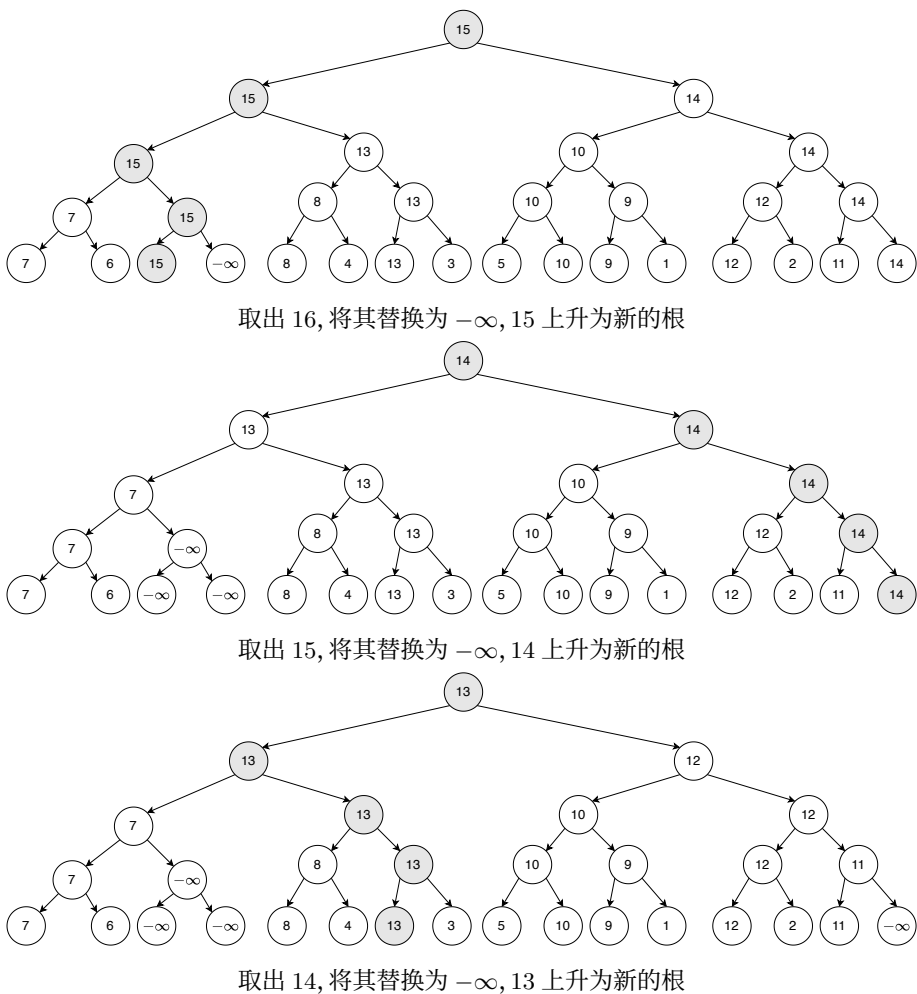 15
15 14
15 13 10 14
7 15 8 13 10 9 12 14
7 6 15 −∞ 8 4 13 3 5 10 9 1 12 2 11 14
取出 16, 将其替换为 −∞, 15 上升为新的根
14
13 14
7 13 10 14
7 −∞ 8 13 10 9 12 14
7 6 −∞ −∞ 8 4 13 3 5 10 9 1 12 2 11 14
取出 15, 将其替换为 −∞, 14 上升为新的根
13
13 12
7 13 10 12
7 −∞ 8 13 10 9 12 11
7 6 −∞ −∞ 8 4 13 3 5 10 9 1 12 2 11 −∞
取出 14, 将其替换为 −∞, 13 上升为新的根